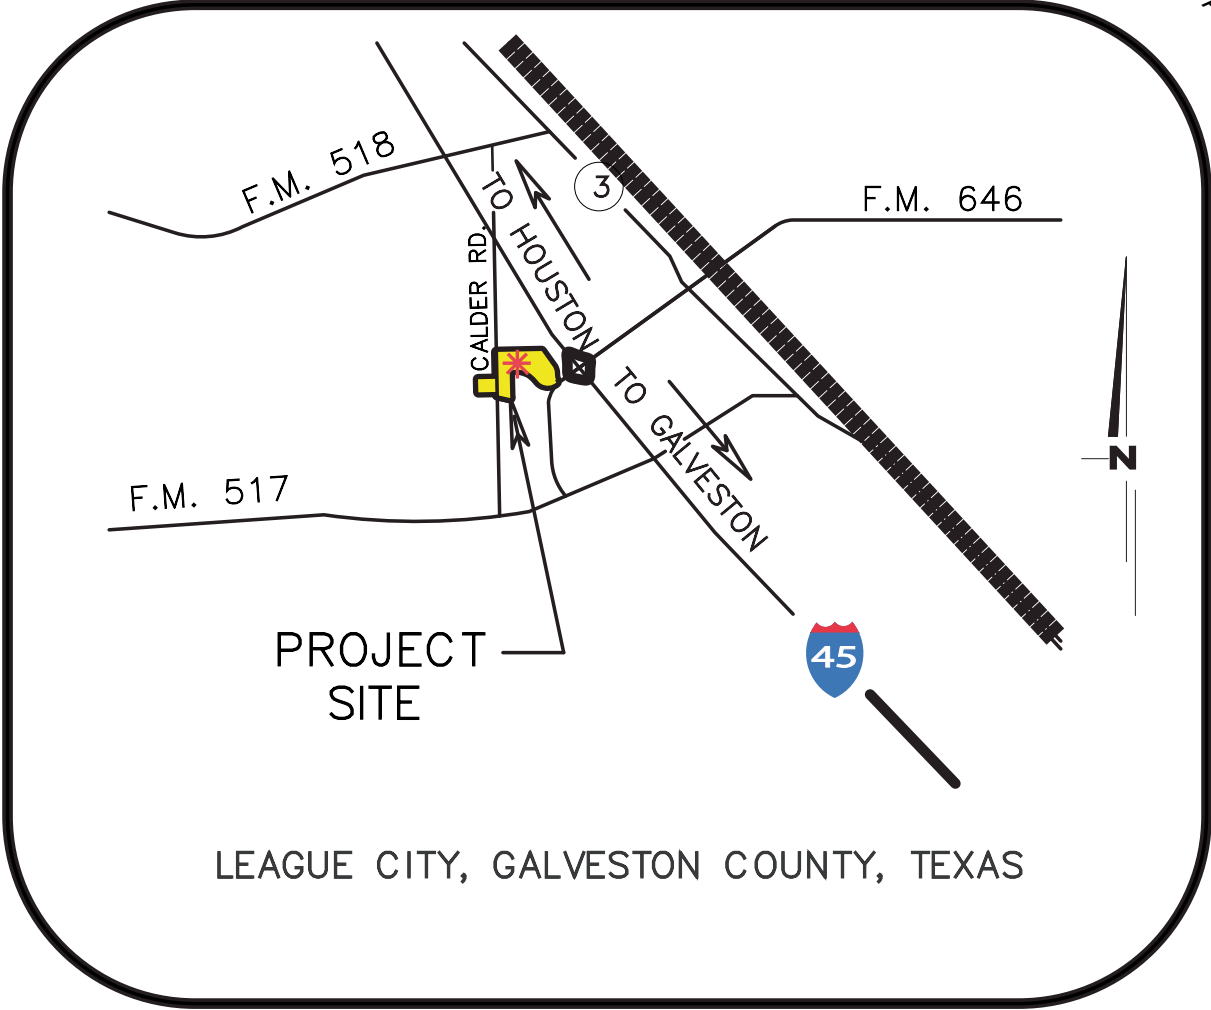 F.M. 518
3
F.M. 646
TO HOUSTON
CALDER RD.
TO GALVESTON
N
F.M. 517
PROJECT
SITE
45
LEAGUE CITY, GALVESTON COUNTY, TEXAS